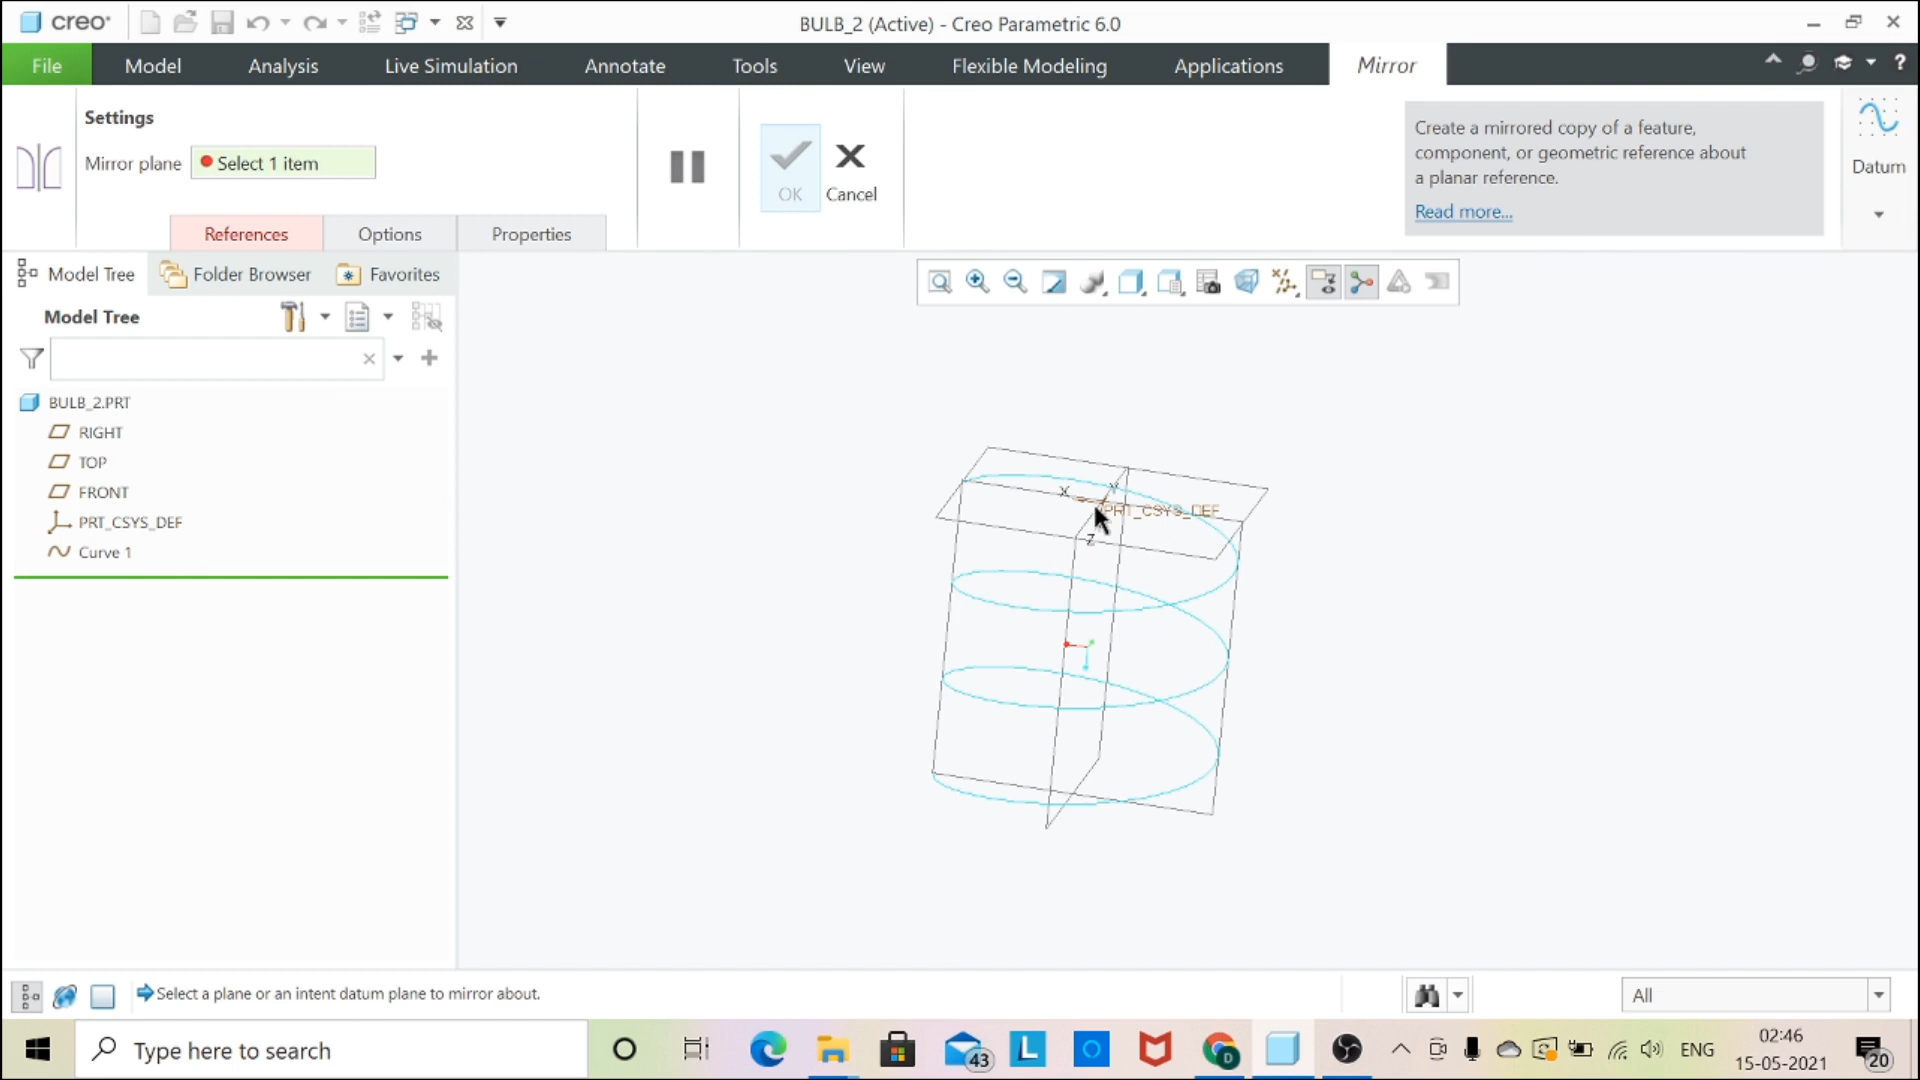 creo
BULB_2 (Active) - Creo Parametric 6.0
File
Model
Analysis
Live Simulation
Annotate
Tools
View
Flexible Modeling
Applications
Mirror
?
Settings
Mirror plane
Select 1 item
OK
Cancel
References
Options
Properties
Create a mirrored copy of a feature,
component, or geometric reference about
a planar reference.
Read more...
Datum
Model Tree
Folder Browser
Favorites
Model Tree
BULB_2.PRT
RIGHT
TOP
FRONT
PRT_CSYS_DEF
Curve 1
X
Y
PRT_CSYS_DEF
Z
Select a plane or an intent datum plane to mirror about.
All
Type here to search
43
L
D
ENG
02:46
15-05-2021
20